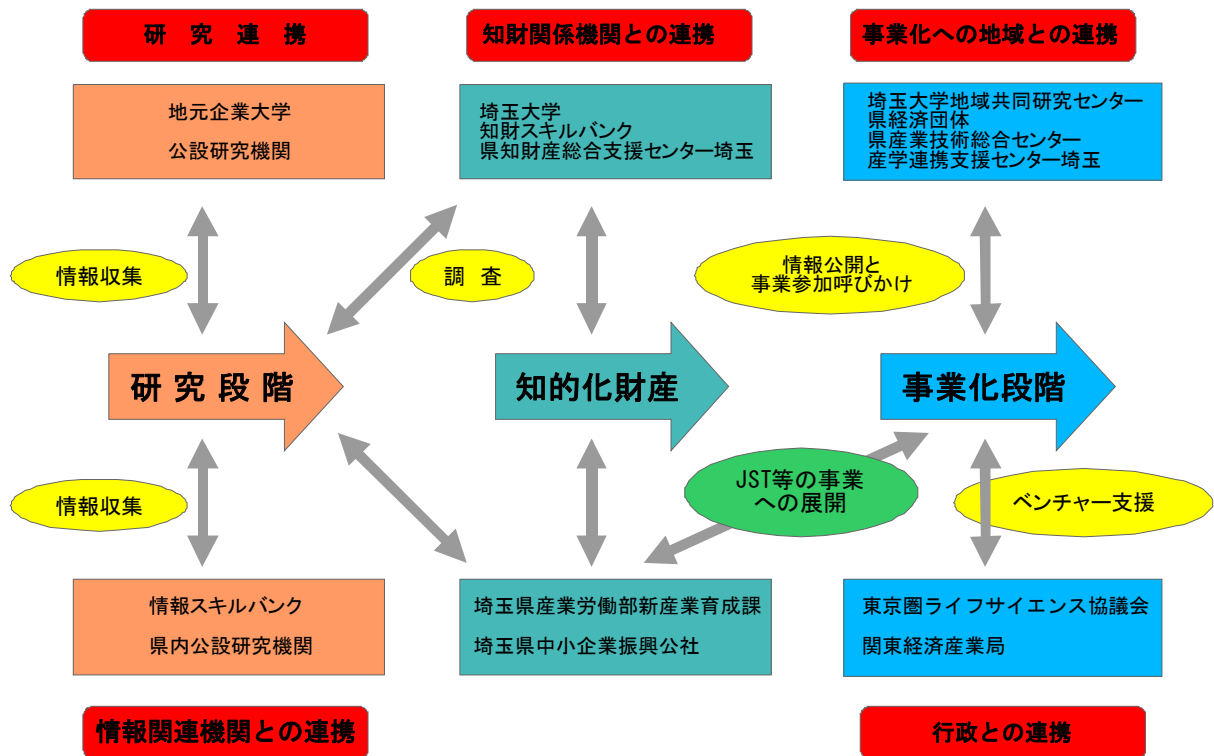 研究連携
知財関係機関との連携
事業化への地域との連携
地元企業大学
公設研究機関
埼玉大学
知財スキルバンク
県知財産総合支援センター埼玉
埼玉大学地域共同研究センター
県経済団体
県産業技術総合センター
産学連携支援センター埼玉
情報収集
調査
情報公開と
事業参加呼びかけ
研究段階
知的化財産
事業化段階
情報収集
JST等の事業
への展開
ベンチャー支援
情報スキルバンク
県内公設研究機関
埼玉県産業労働部新産業育成課
埼玉県中小企業振興公社
東京圏ライフサイエンス協議会
関東経済産業局
情報関連機関との連携
行政との連携